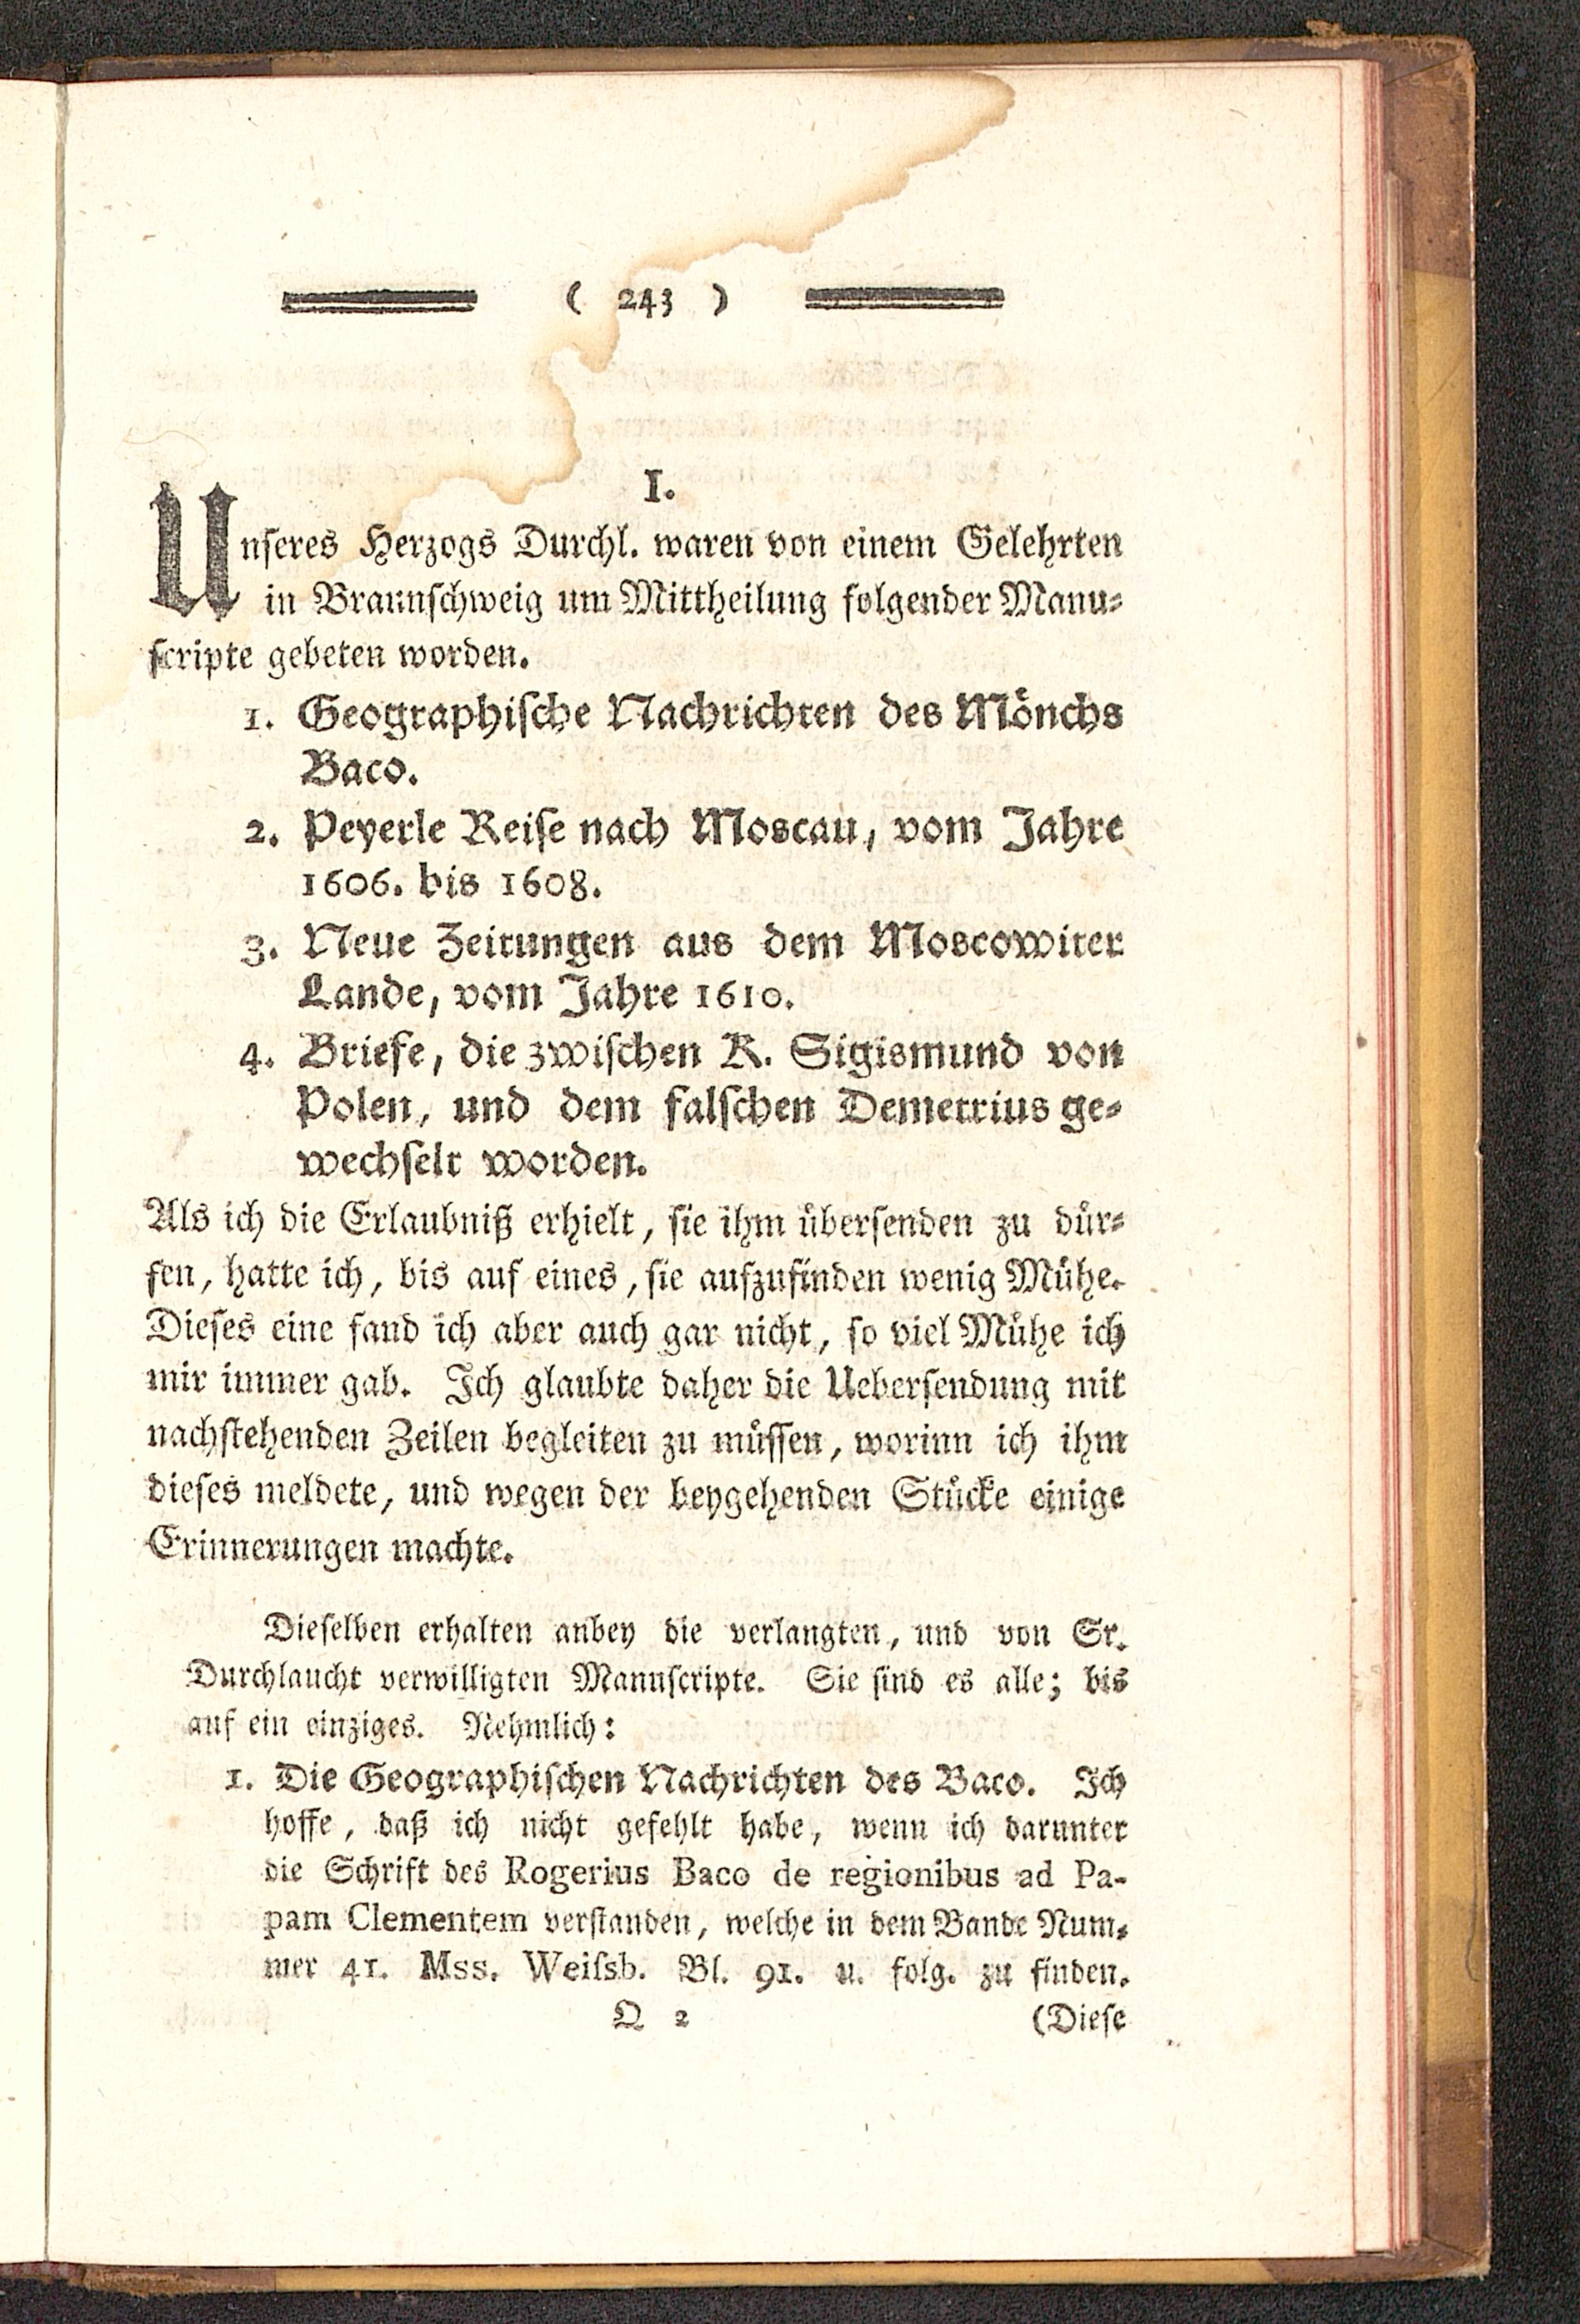 ( 243 )
I.
Unseres Herzogs Durchl. waren von einem Gelehrten
in Braunschweig um Mittheilung folgender Manu-
scripte gebeten worden.
1. Geographische Nachrichten des Mönchs
Baco.
2. Peyerle Reise nach Moscau, vom Jahre
1606. bis 1608.
3. Neue Zeitungen aus dem Moscowiter
Lande, vom Jahre 1610.
4. Briefe, die zwischen K. Sigismund von
Polen, und dem falschen Demetrius ge-
wechselt worden.
Als ich die Erlaubniß erhielt, sie ihm übersenden zu dür-
fen, hatte ich, bis auf eines, sie aufzufinden wenig Mühe.
Dieses eine fand ich aber auch gar nicht, so viel Mühe ich
mir immer gab. Ich glaubte daher die Uebersendung mit
nachstehenden Zeilen begleiten zu müssen, worinn ich ihm
dieses meldete, und wegen der beygehenden Stücke einige
Erinnerungen machte.
Dieselben erhalten anbey die verlangten, und von Sr.
Durchlaucht verwilligten Manuscripte. Sie sind es alle; bis
auf ein einziges. Nehmlich:
1. Die Geographischen Nachrichten des Baco. Ich
hoffe, daß ich nicht gefehlt habe, wenn ich darunter
die Schrift des Rogerius Baco de regionibus ad Pa-
pam Clementem verstanden, welche in dem Bande Num-
mer 41. Mss. Weiſsb. Bl. 91. u. folg. zu finden.
Q 2 (Diese